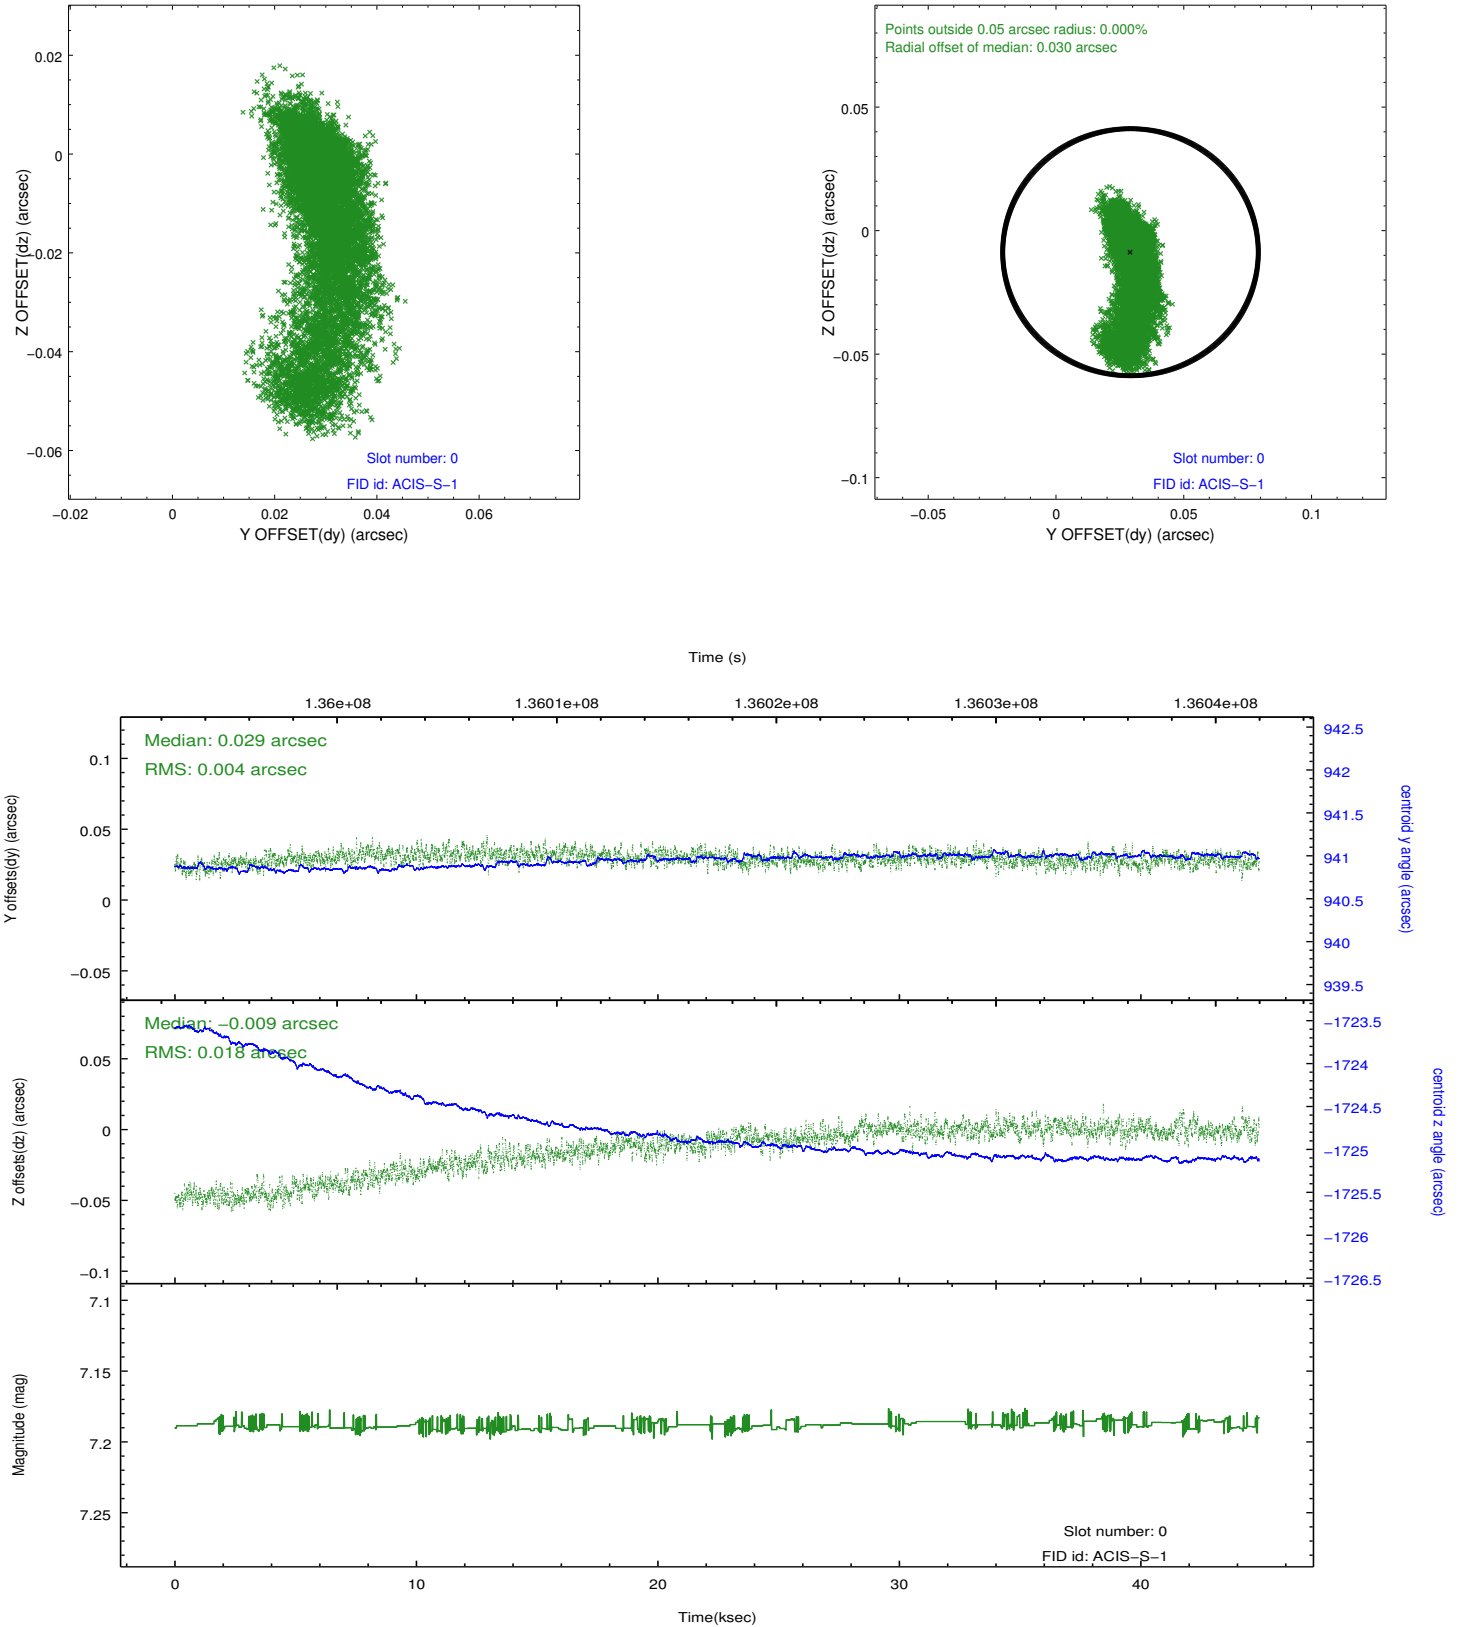 0.02
0
−0.02
−0.04
−0.06
Z OFFSET(dz) (arcsec)
Slot number: 0
FID id: ACIS−S−1
−0.02
0
0.02
0.04
0.06
Y OFFSET(dy) (arcsec)
Points outside 0.05 arcsec radius: 0.000%
Radial offset of median: 0.030 arcsec
0.05
0
−0.05
−0.1
Z OFFSET(dz) (arcsec)
Slot number: 0
FID id: ACIS−S−1
−0.05
0
0.05
0.1
Y OFFSET(dy) (arcsec)
Time (s)
1.36e+08
1.3601e+08
1.3602e+08
1.3603e+08
1.3604e+08
Median: 0.029 arcsec
RMS: 0.004 arcsec
0.1
0.05
0
−0.05
Y offsets(dy) (arcsec)
942.5
942
941.5
941
940.5
940
939.5
centroid y angle (arcsec)
Median: −0.009 arcsec
RMS: 0.018 arcsec
0.05
0
−0.05
−0.1
Z offsets(dz) (arcsec)
−1723.5
−1724
−1724.5
−1725
−1725.5
−1726
−1726.5
centroid z angle (arcsec)
7.1
7.15
7.2
7.25
Magnitude (mag)
Slot number: 0
FID id: ACIS−S−1
0
10
20
30
40
Time(ksec)